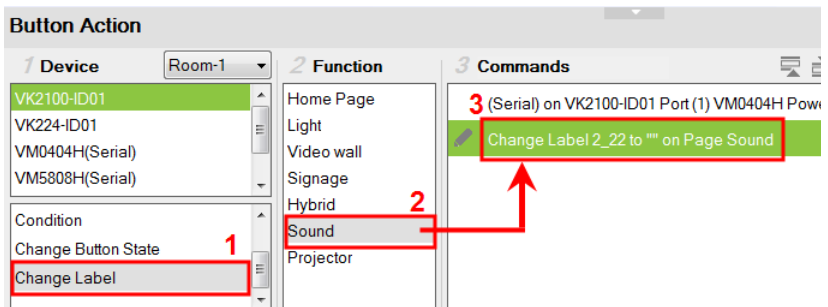 Button Action
1 Device
Room-1
2 Function
3 Commands
VK2100-ID01
VK224-ID01
VM0404H(Serial)
VM5808H(Serial)
Condition
Change Button State
1
Change Label
Home Page
Light
Video wall
Signage
Hybrid
2
Sound
Projector
3 (Serial) on VK2100-ID01 Port (1) VM0404H Powe
Change Label 2_22 to "" on Page Sound